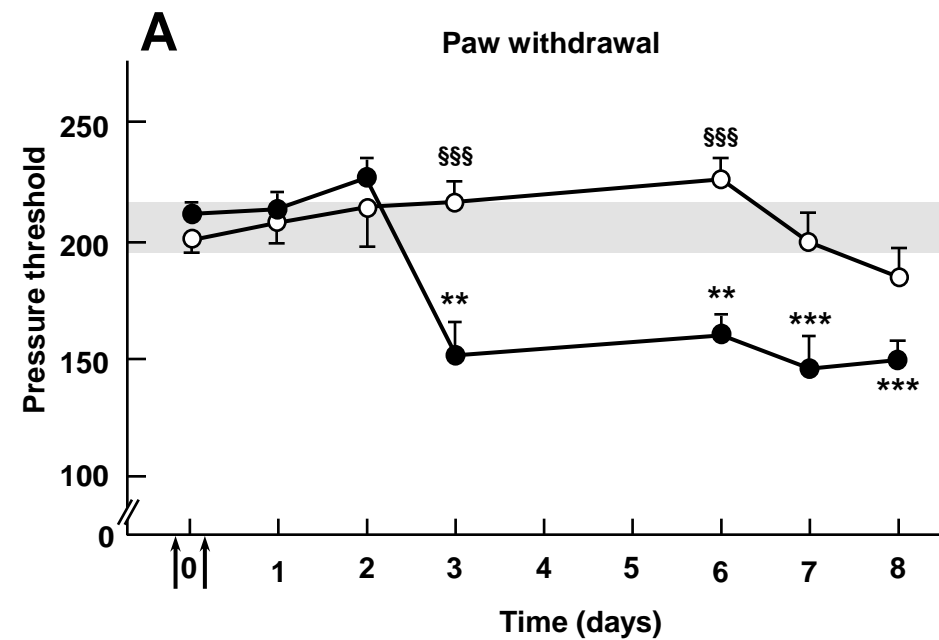 A
Paw withdrawal
Pressure threshold
250
200
150
100
0
§§§
§§§
**
**
***
***
0 1 2 3 4 5 6 7 8
Time (days)